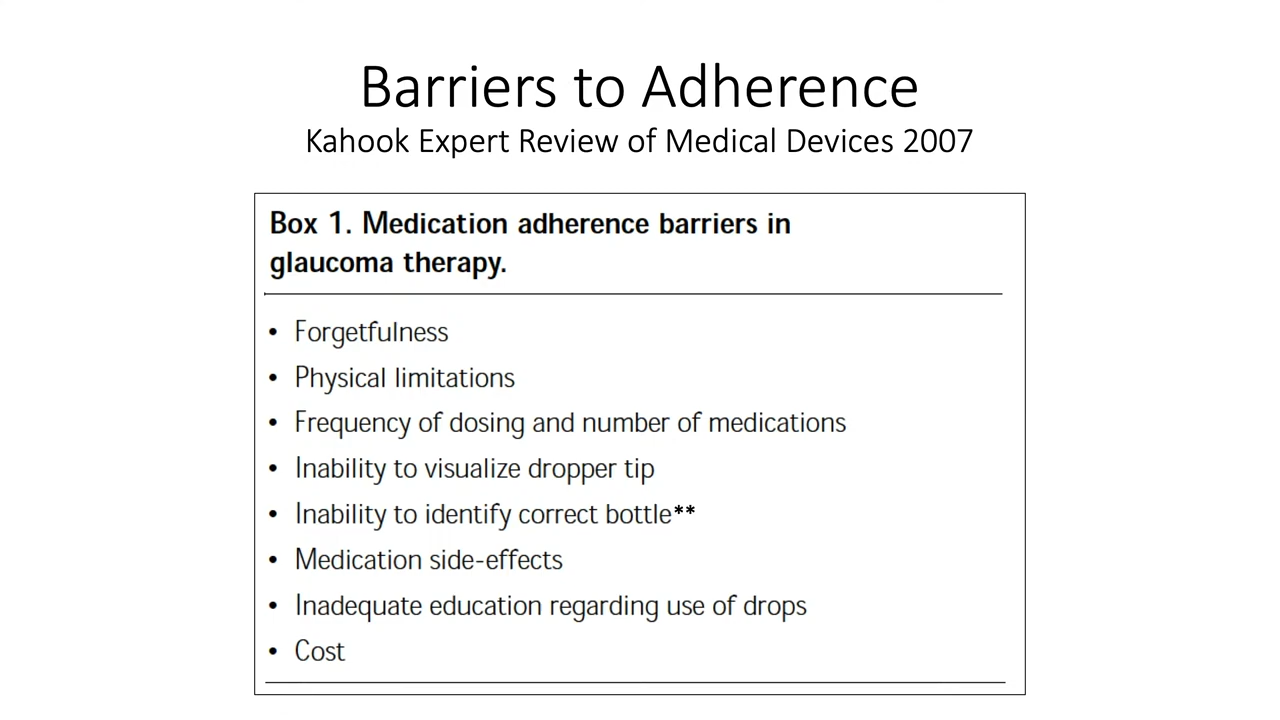 Barriers to Adherence
Kahook Expert Review of Medical Devices 2007
Box 1. Medication adherence barriers in
glaucoma therapy.
• Forgetfulness
• Physical limitations
• Frequency of dosing and number of medications
• Inability to visualize dropper tip
• Inability to identify correct bottle**
• Medication side-effects
• Inadequate education regarding use of drops
• Cost